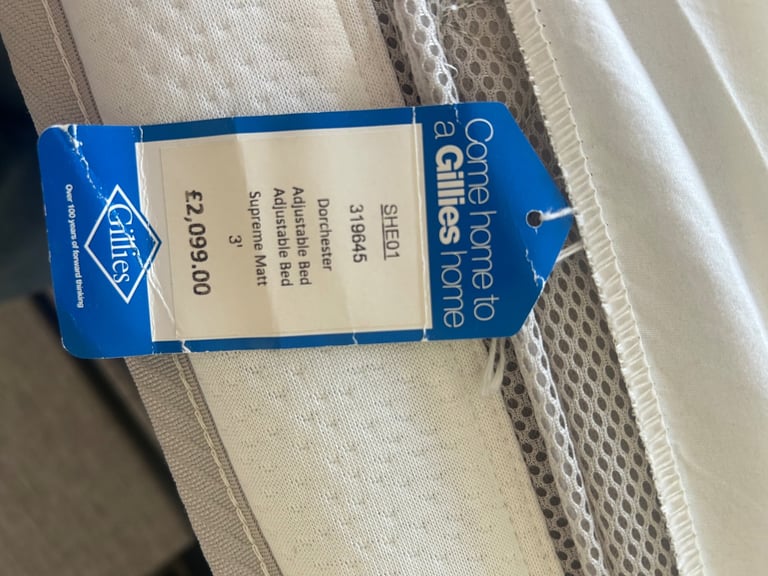 Come home to
a Gillies home
SHE01
319645
Dorchester
Adjustable Bed
Adjustable Bed
Supreme Matt
3'
£2,099.00
Gillies
Over 100 years of forward thinking